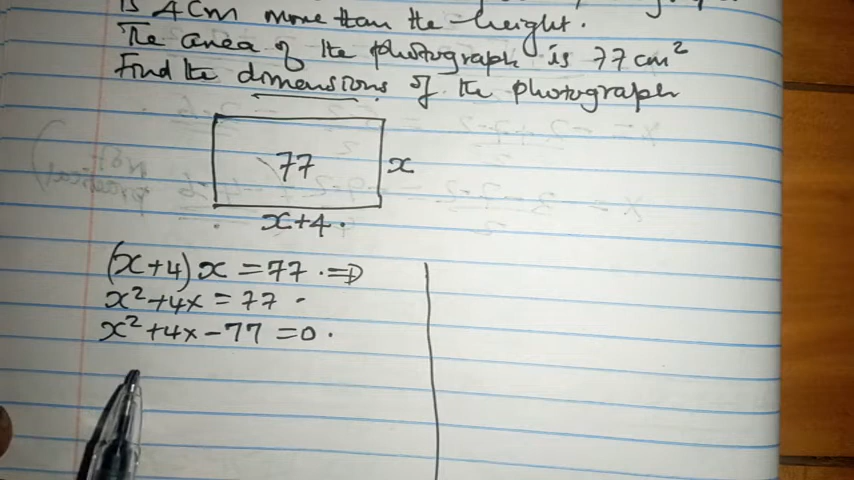 is 4cm more than the height.
The area of the photograph is 77 cm²
Find the dimensions of the photograph
77
x
x+4.
(x+4)x = 77 ⇒
x²+4x = 77
x²+4x-77 = 0.